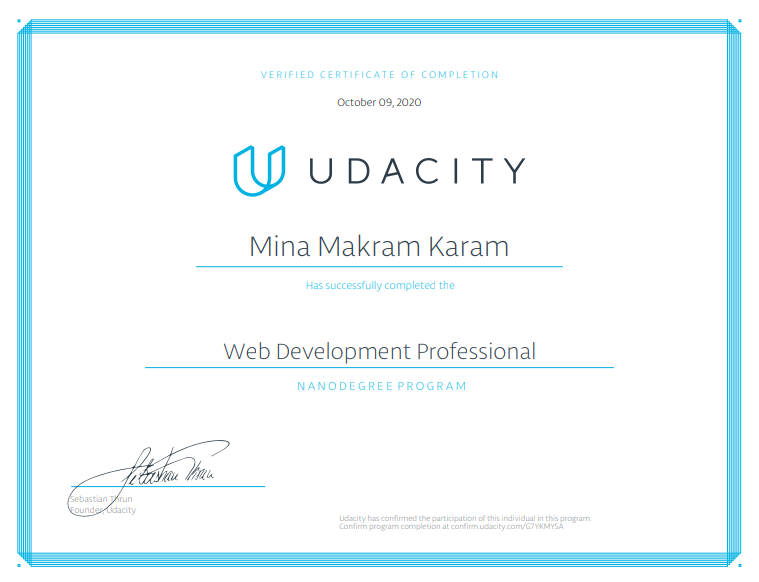 VERIFIED CERTIFICATE OF COMPLETION
October 09, 2020
UDACITY
Mina Makram Karam
Has successfully completed the
Web Development Professional
NANODEGREE PROGRAM
Sebastian Thrun
Sebastian Thrun
Founder, Udacity
Udacity has confirmed the participation of this individual in this program.
Confirm program completion at confirm.udacity.com/G7YKMYSA